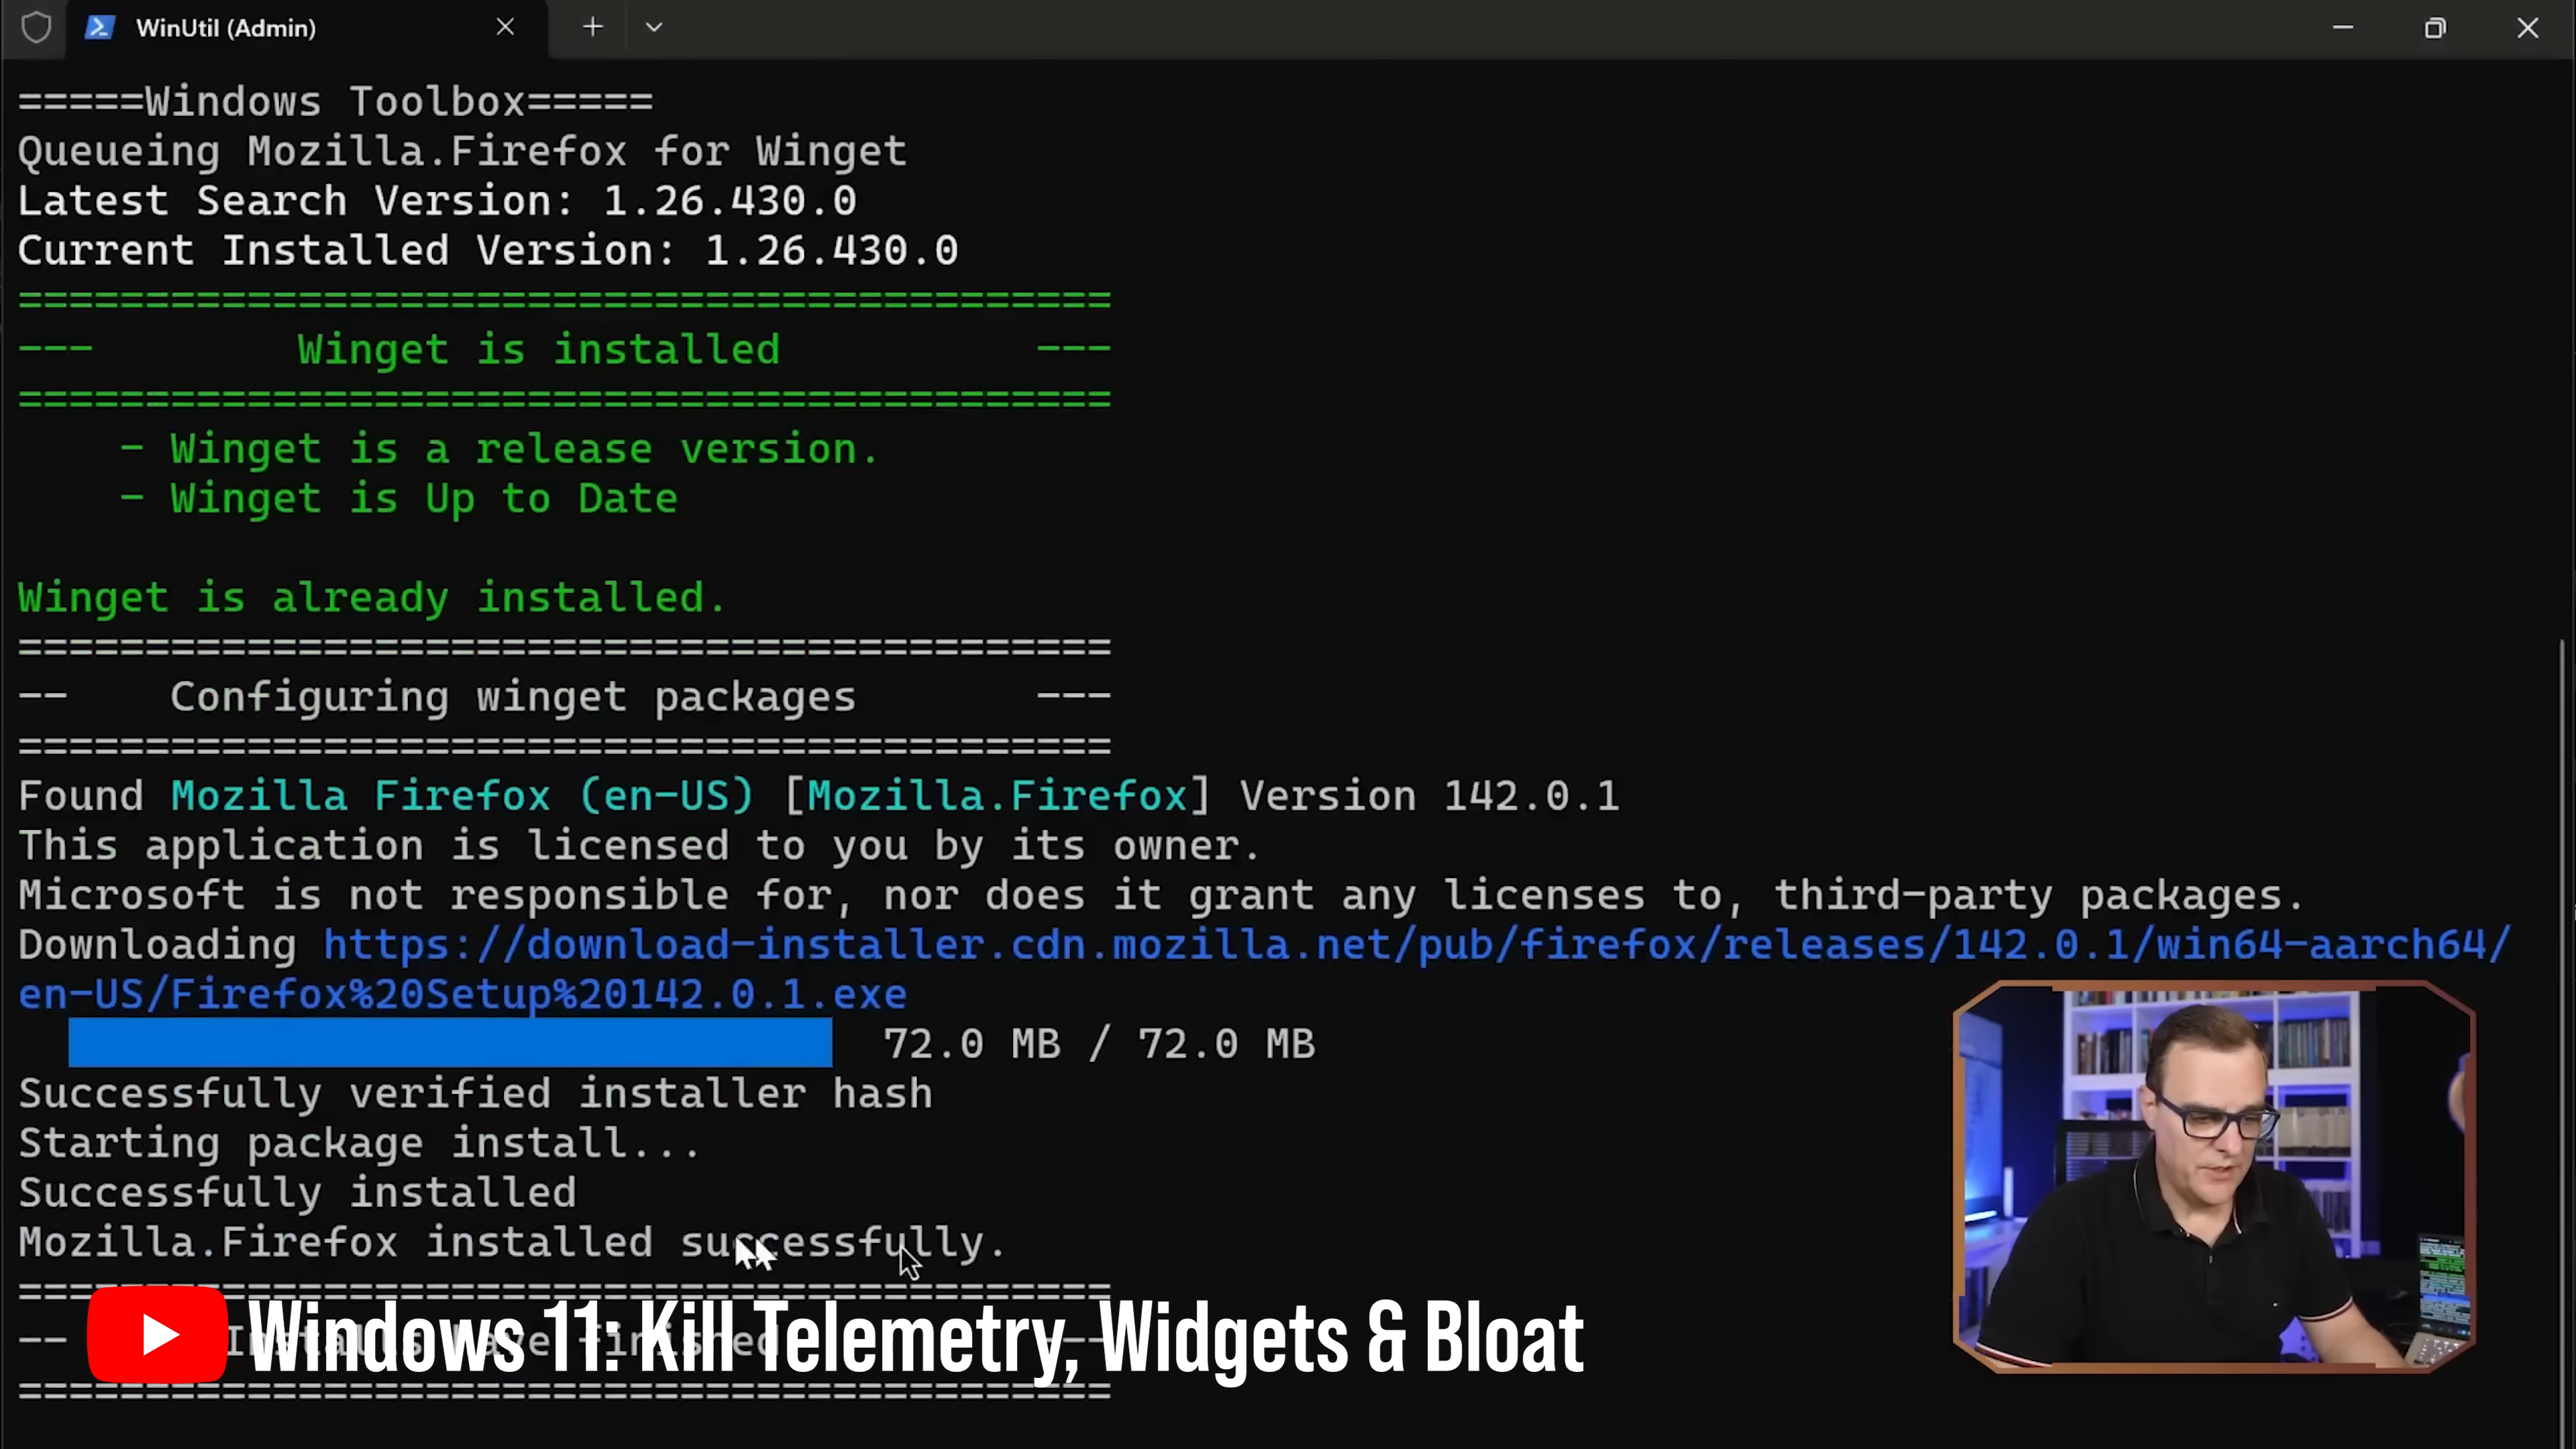 WinUtil (Admin)
=====Windows Toolbox=====
Queueing Mozilla.Firefox for Winget
Latest Search Version: 1.26.430.0
Current Installed Version: 1.26.430.0
===========================================
--- Winget is installed ---
===========================================
- Winget is a release version.
- Winget is Up to Date
Winget is already installed.
===========================================
-- Configuring winget packages ---
===========================================
Found Mozilla Firefox (en-US) [Mozilla.Firefox] Version 142.0.1
This application is licensed to you by its owner.
Microsoft is not responsible for, nor does it grant any licenses to, third-party packages.
Downloading https://download-installer.cdn.mozilla.net/pub/firefox/releases/142.0.1/win64-aarch64/
en-US/Firefox%20Setup%20142.0.1.exe
72.0 MB / 72.0 MB
Successfully verified installer hash
Starting package install...
Successfully installed
Mozilla.Firefox installed successfully.
===========================================
-- Installs have finished ---
Windows 11: Kill Telemetry, Widgets & Bloat
===========================================